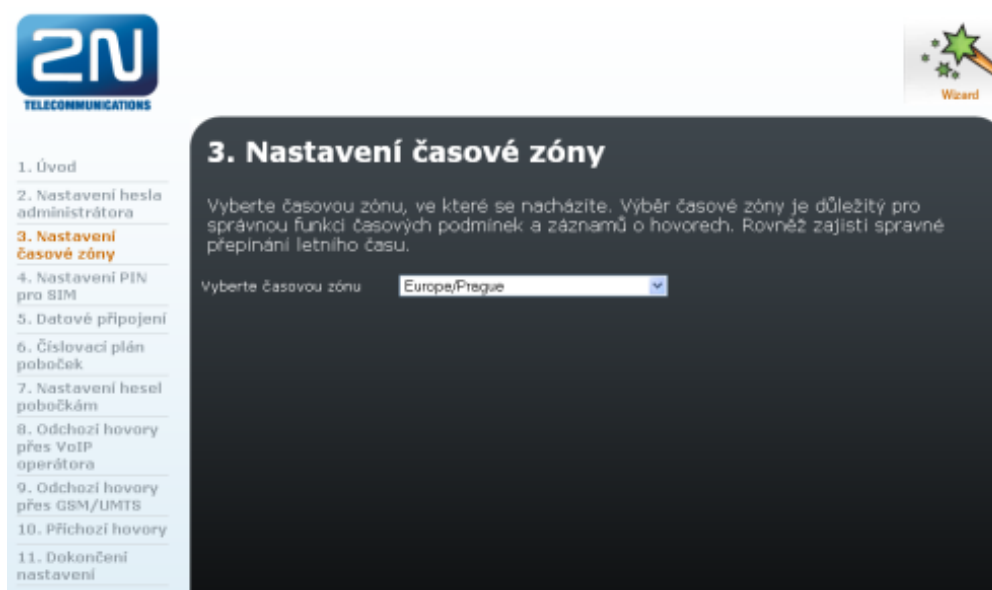 2N
TELECOMMUNICATIONS
Wizard
1. Úvod
2. Nastavení hesla
administrátora
3. Nastavení
časové zóny
4. Nastavení PIN
pro SIM
5. Datové připojení
6. Číslovací plán
poboček
7. Nastavení hesel
pobočkám
8. Odchozí hovory
přes VoIP
operátora
9. Odchozí hovory
přes GSM/UMTS
10. Příchozí hovory
11. Dokončení
nastavení
3. Nastavení časové zóny
Vyberte časovou zónu, ve které se nacházíte. Výběr časové zóny je důležitý pro
správnou funkci časových podmínek a záznamů o hovorech. Rovněž zajistí spravné
přepínání letního času.
Vyberte časovou zónu
Europe/Prague